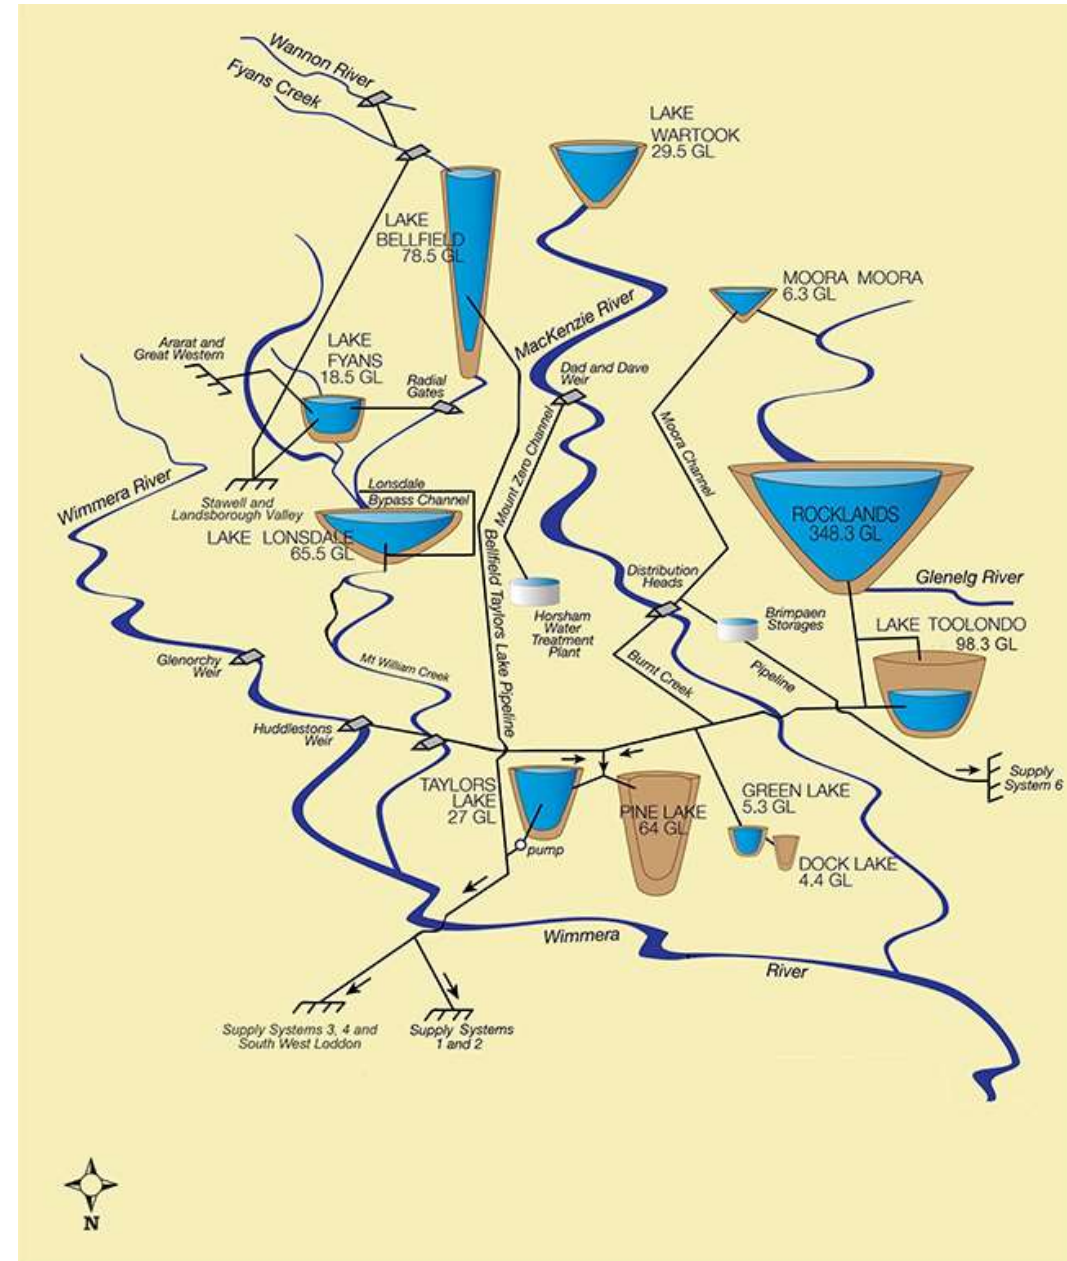 Wannon River
Fyans Creek
LAKE
WARTOOK
29.5 GL
LAKE
BELLFIELD
78.5 GL
MOORA MOORA
6.3 GL
MacKenzie River
Ararat and
Great Western
LAKE
FYANS
18.5 GL
Radial
Gates
Dad and Dave
Weir
Moora Channel
Mount Zero Channel
Wimmera River
Stawell and
Landsborough Valley
Lonsdale
Bypass Channel
LAKE LONSDALE
65.5 GL
ROCKLANDS
348.3 GL
Bellfield Taylors Lake Pipeline
Distribution
Heads
Glenelg River
Horsham
Water
Treatment
Plant
Brimpaen
Storages
LAKE TOOLONDO
98.3 GL
Glenorchy
Weir
Mt William Creek
Burnt Creek
Pipeline
Huddlestons
Weir
TAYLORS
LAKE
27 GL
PINE LAKE
64 GL
GREEN LAKE
5.3 GL
Supply
System 6
pump
DOCK LAKE
4.4 GL
Wimmera
River
Supply Systems 3, 4 and
South West Loddon
Supply Systems
1 and 2
N